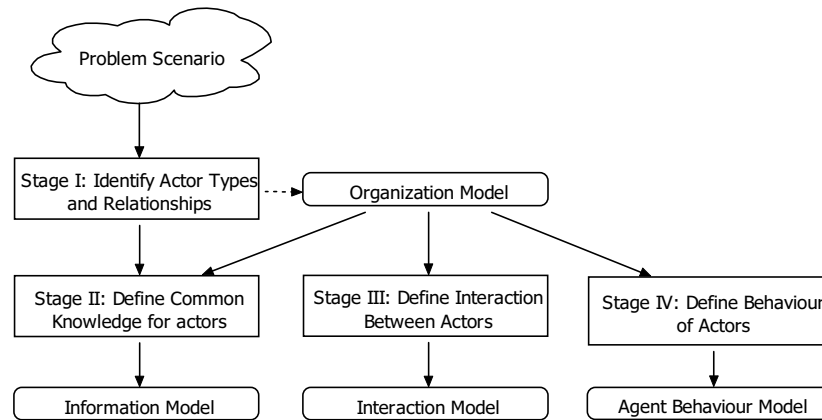 Problem Scenario
Stage I: Identify Actor Types
and Relationships
Organization Model
Stage II: Define Common
Knowledge for actors
Stage III: Define Interaction
Between Actors
Stage IV: Define Behaviour
of Actors
Information Model
Interaction Model
Agent Behaviour Model